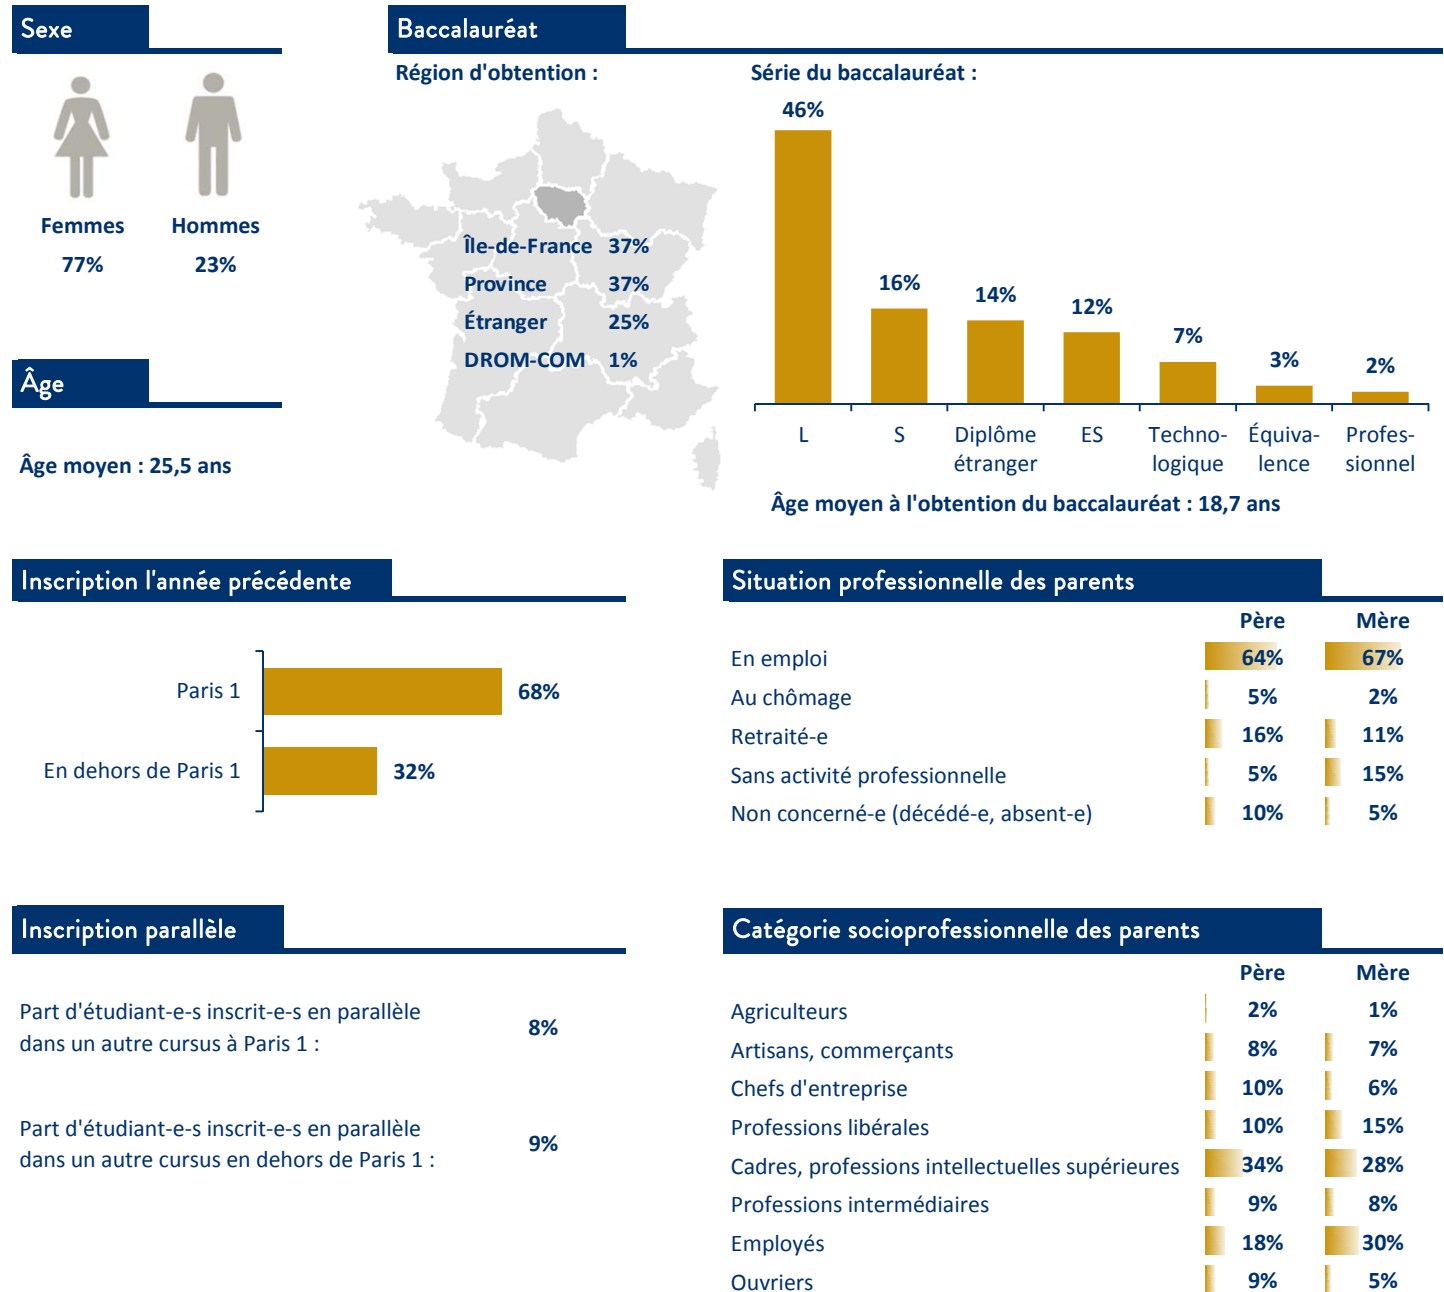 Sexe
Femmes Hommes
77% 23%
Âge
Âge moyen : 25,5 ans
Baccalauréat
Région d'obtention :
Île-de-France 37%
Province 37%
Étranger 25%
DROM-COM 1%
Série du baccalauréat :
46%
16%
14%
12%
7%
3%
2%
L S Diplôme ES Techno- Équiva- Profes-
étranger logique lence sionnel
Âge moyen à l'obtention du baccalauréat : 18,7 ans
Inscription l'année précédente
Paris 1 68%
En dehors de Paris 1 32%
Situation professionnelle des parents
Père Mère
En emploi 64% 67%
Au chômage 5% 2%
Retraité-e 16% 11%
Sans activité professionnelle 5% 15%
Non concerné-e (décédé-e, absent-e) 10% 5%
Inscription parallèle
Part d'étudiant-e-s inscrit-e-s en parallèle
dans un autre cursus à Paris 1 :
8%
Part d'étudiant-e-s inscrit-e-s en parallèle
dans un autre cursus en dehors de Paris 1 :
9%
Catégorie socioprofessionnelle des parents
Père Mère
Agriculteurs 2% 1%
Artisans, commerçants 8% 7%
Chefs d'entreprise 10% 6%
Professions libérales 10% 15%
Cadres, professions intellectuelles supérieures 34% 28%
Professions intermédiaires 9% 8%
Employés 18% 30%
Ouvriers 9% 5%